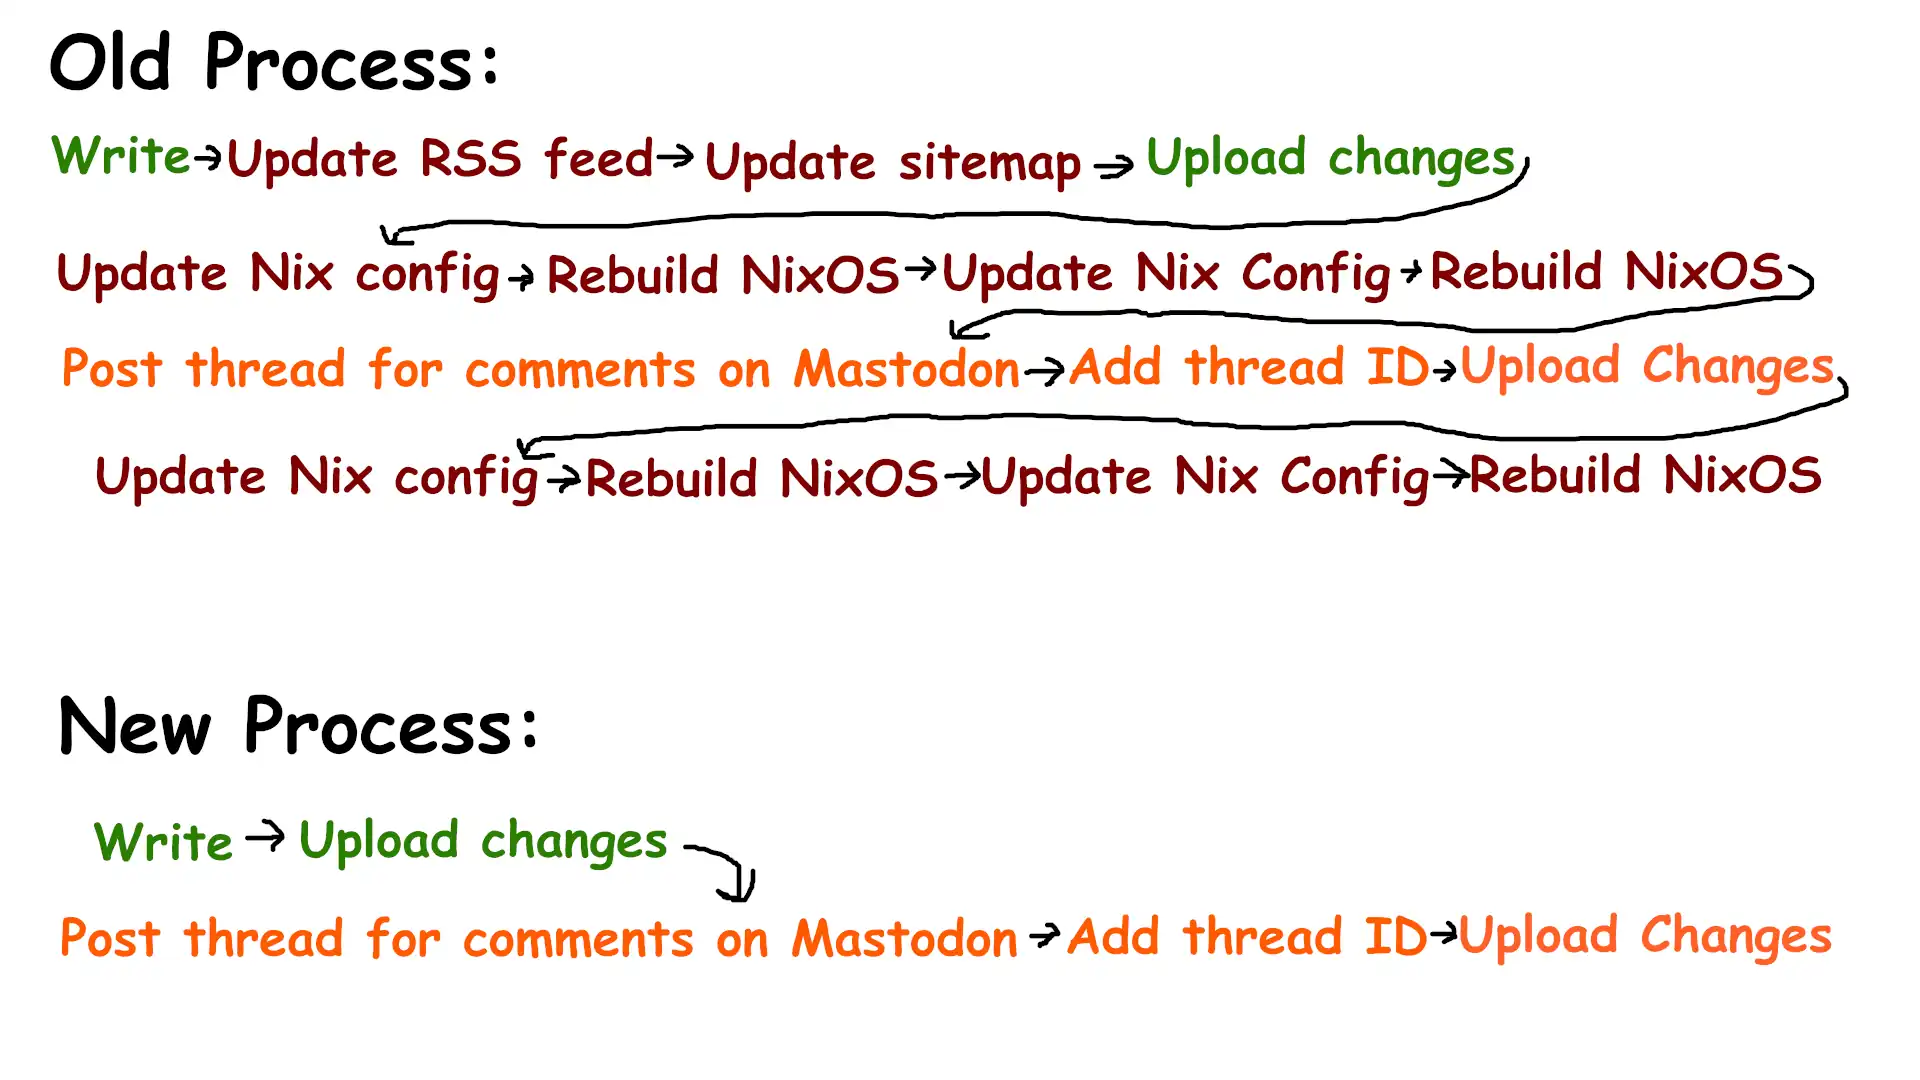 Old Process:
Write→Update RSS feed→Update sitemap→Upload changes
Update Nix config→Rebuild NixOS→Update Nix Config→Rebuild NixOS
Post thread for comments on Mastodon→Add thread ID→Upload Changes
Update Nix config→Rebuild NixOS→Update Nix Config→Rebuild NixOS
New Process:
Write→Upload changes
Post thread for comments on Mastodon→Add thread ID→Upload Changes